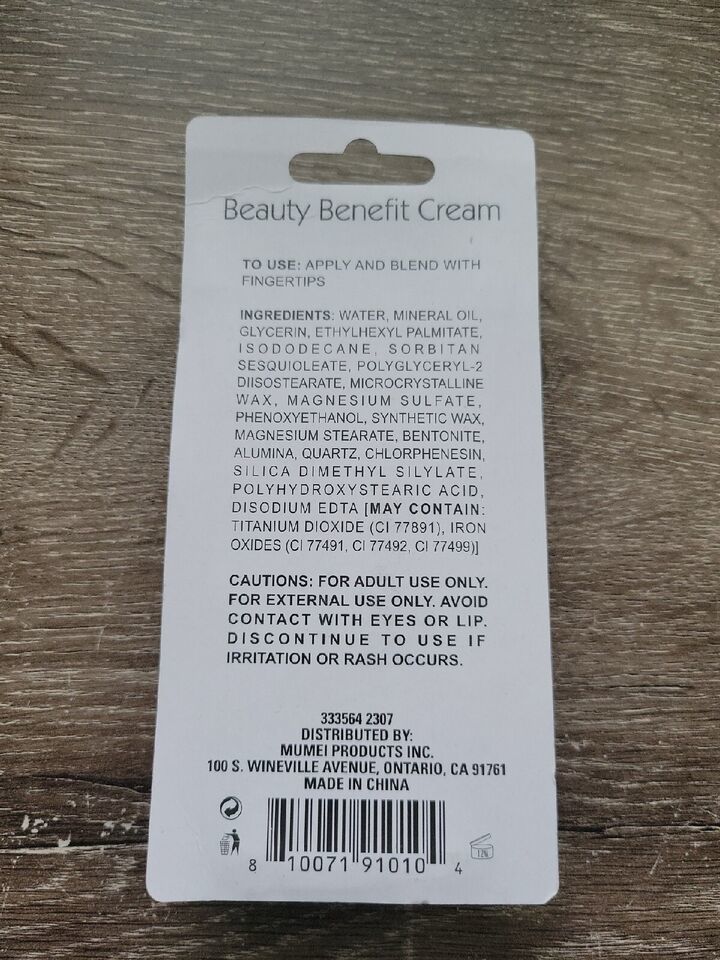 Beauty Benefit Cream
TO USE: APPLY AND BLEND WITH
FINGERTIPS
INGREDIENTS: WATER, MINERAL OIL,
GLYCERIN, ETHYLHEXYL PALMITATE,
ISODODECANE, SORBITAN
SESQUIOLEATE, POLYGLYCERYL-2
DIISOSTEARATE, MICROCRYSTALLINE
WAX, MAGNESIUM SULFATE,
PHENOXYETHANOL, SYNTHETIC WAX,
MAGNESIUM STEARATE, BENTONITE,
ALUMINA, QUARTZ, CHLORPHENESIN,
SILICA DIMETHYL SILYLATE,
POLYHYDROXYSTEARIC ACID,
DISODIUM EDTA [MAY CONTAIN:
TITANIUM DIOXIDE (CI 77891), IRON
OXIDES (CI 77491, CI 77492, CI 77499)]
CAUTIONS: FOR ADULT USE ONLY.
FOR EXTERNAL USE ONLY. AVOID
CONTACT WITH EYES OR LIP.
DISCONTINUE TO USE IF
IRRITATION OR RASH OCCURS.
333564 2307
DISTRIBUTED BY:
MUMEI PRODUCTS INC.
100 S. WINEVILLE AVENUE, ONTARIO, CA 91761
MADE IN CHINA
8 10071 91010 4
12M